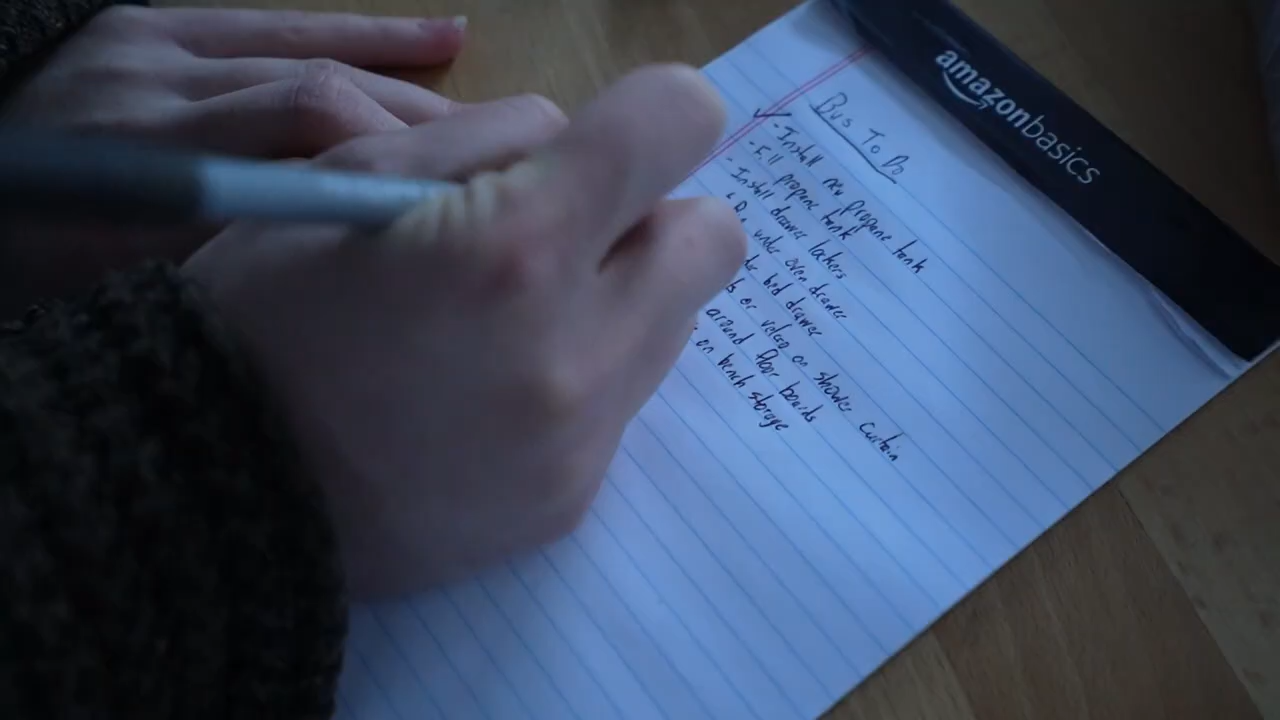 amazonbasics
Bus To Do
✓ - Install new propane tank
- Fill propane tank
- Install drawer lockers
under oven drawer
bed drawer
or velcro on shower curtain
around floor boards
on bench storage